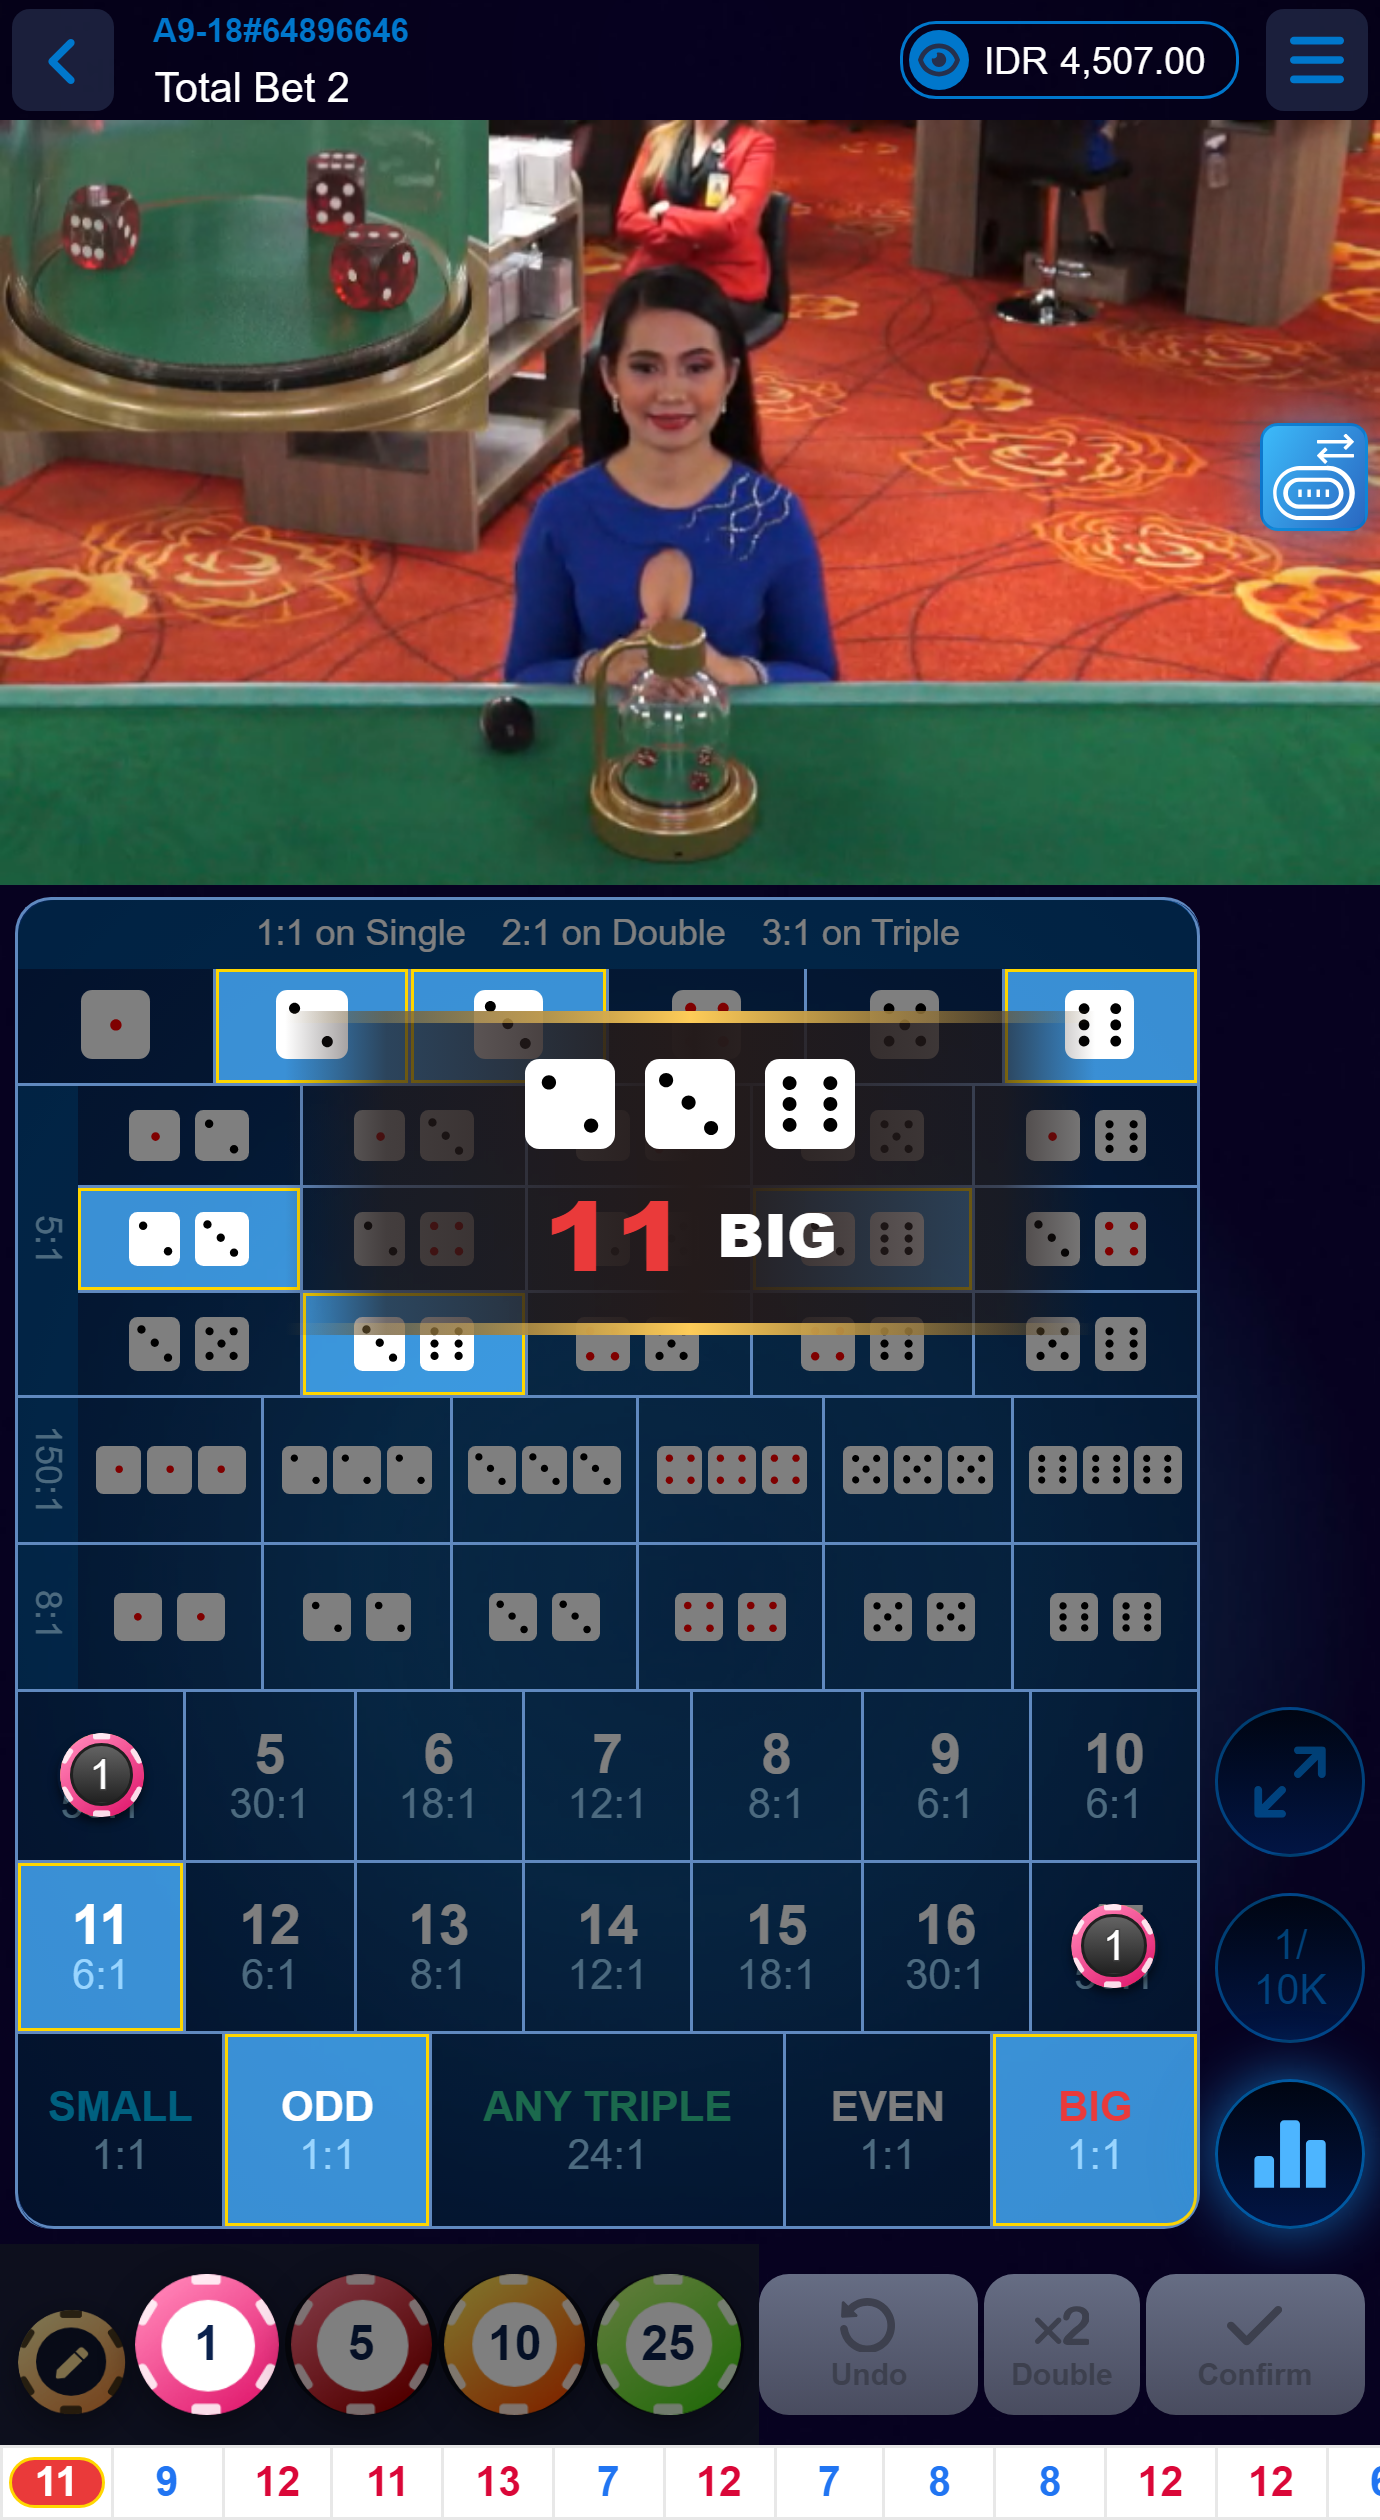 A9-18#64896646
Total Bet 2
IDR 4,507.00
1:1 on Single 2:1 on Double 3:1 on Triple
11 BIG
5:1
150:1
8:1
1
5 30:1
6 18:1
7 12:1
8 8:1
9 6:1
10 6:1
11 6:1
12 6:1
13 8:1
14 12:1
15 18:1
16 30:1
1
1/
10K
SMALL 1:1
ODD 1:1
ANY TRIPLE 24:1
EVEN 1:1
BIG 1:1
1 5 10 25
Undo
x2
Double
Confirm
11 9 12 11 13 7 12 7 8 8 12 12